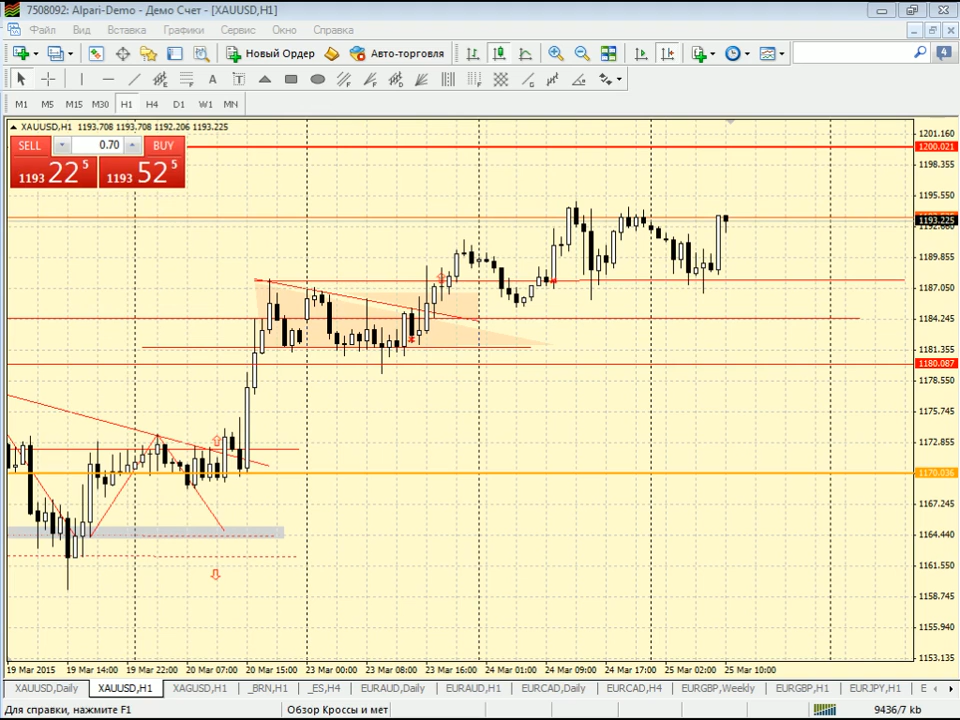 7508092: Alpari-Demo - Демо Счет - [XAUUSD,H1]
Файл Вид Вставка Графики Сервис Окно Справка
Новый Ордер Авто-торговля 4
A T
M1 M5 M15 M30 H1 H4 D1 W1 MN
XAUUSD,H1 1193.708 1193.708 1192.206 1193.225
SELL 0.70 BUY
1193 22 5 1193 52 5
1201.160
1200.021
1198.355
1195.550
1193.225
1189.855
1187.050
1184.245
1181.355
1180.087
1178.550
1175.745
1172.855
1170.036
1167.245
1164.440
1161.550
1158.745
1155.940
1153.135
19 Mar 2015 19 Mar 14:00 19 Mar 22:00 20 Mar 07:00 20 Mar 15:00 23 Mar 00:00 23 Mar 08:00 23 Mar 16:00 24 Mar 01:00 24 Mar 09:00 24 Mar 17:00 25 Mar 02:00 25 Mar 10:00
XAUUSD,Daily XAUUSD,H1 XAGUSD,H1 _BRN,H1 _ES,H4 EURAUD,Daily EURAUD,H1 EURCAD,Daily EURCAD,H4 EURGBP,Weekly EURGBP,H1 EURJPY,H1 E
Для справки, нажмите F1 Обзор Кроссы и мет 9436/7 kb